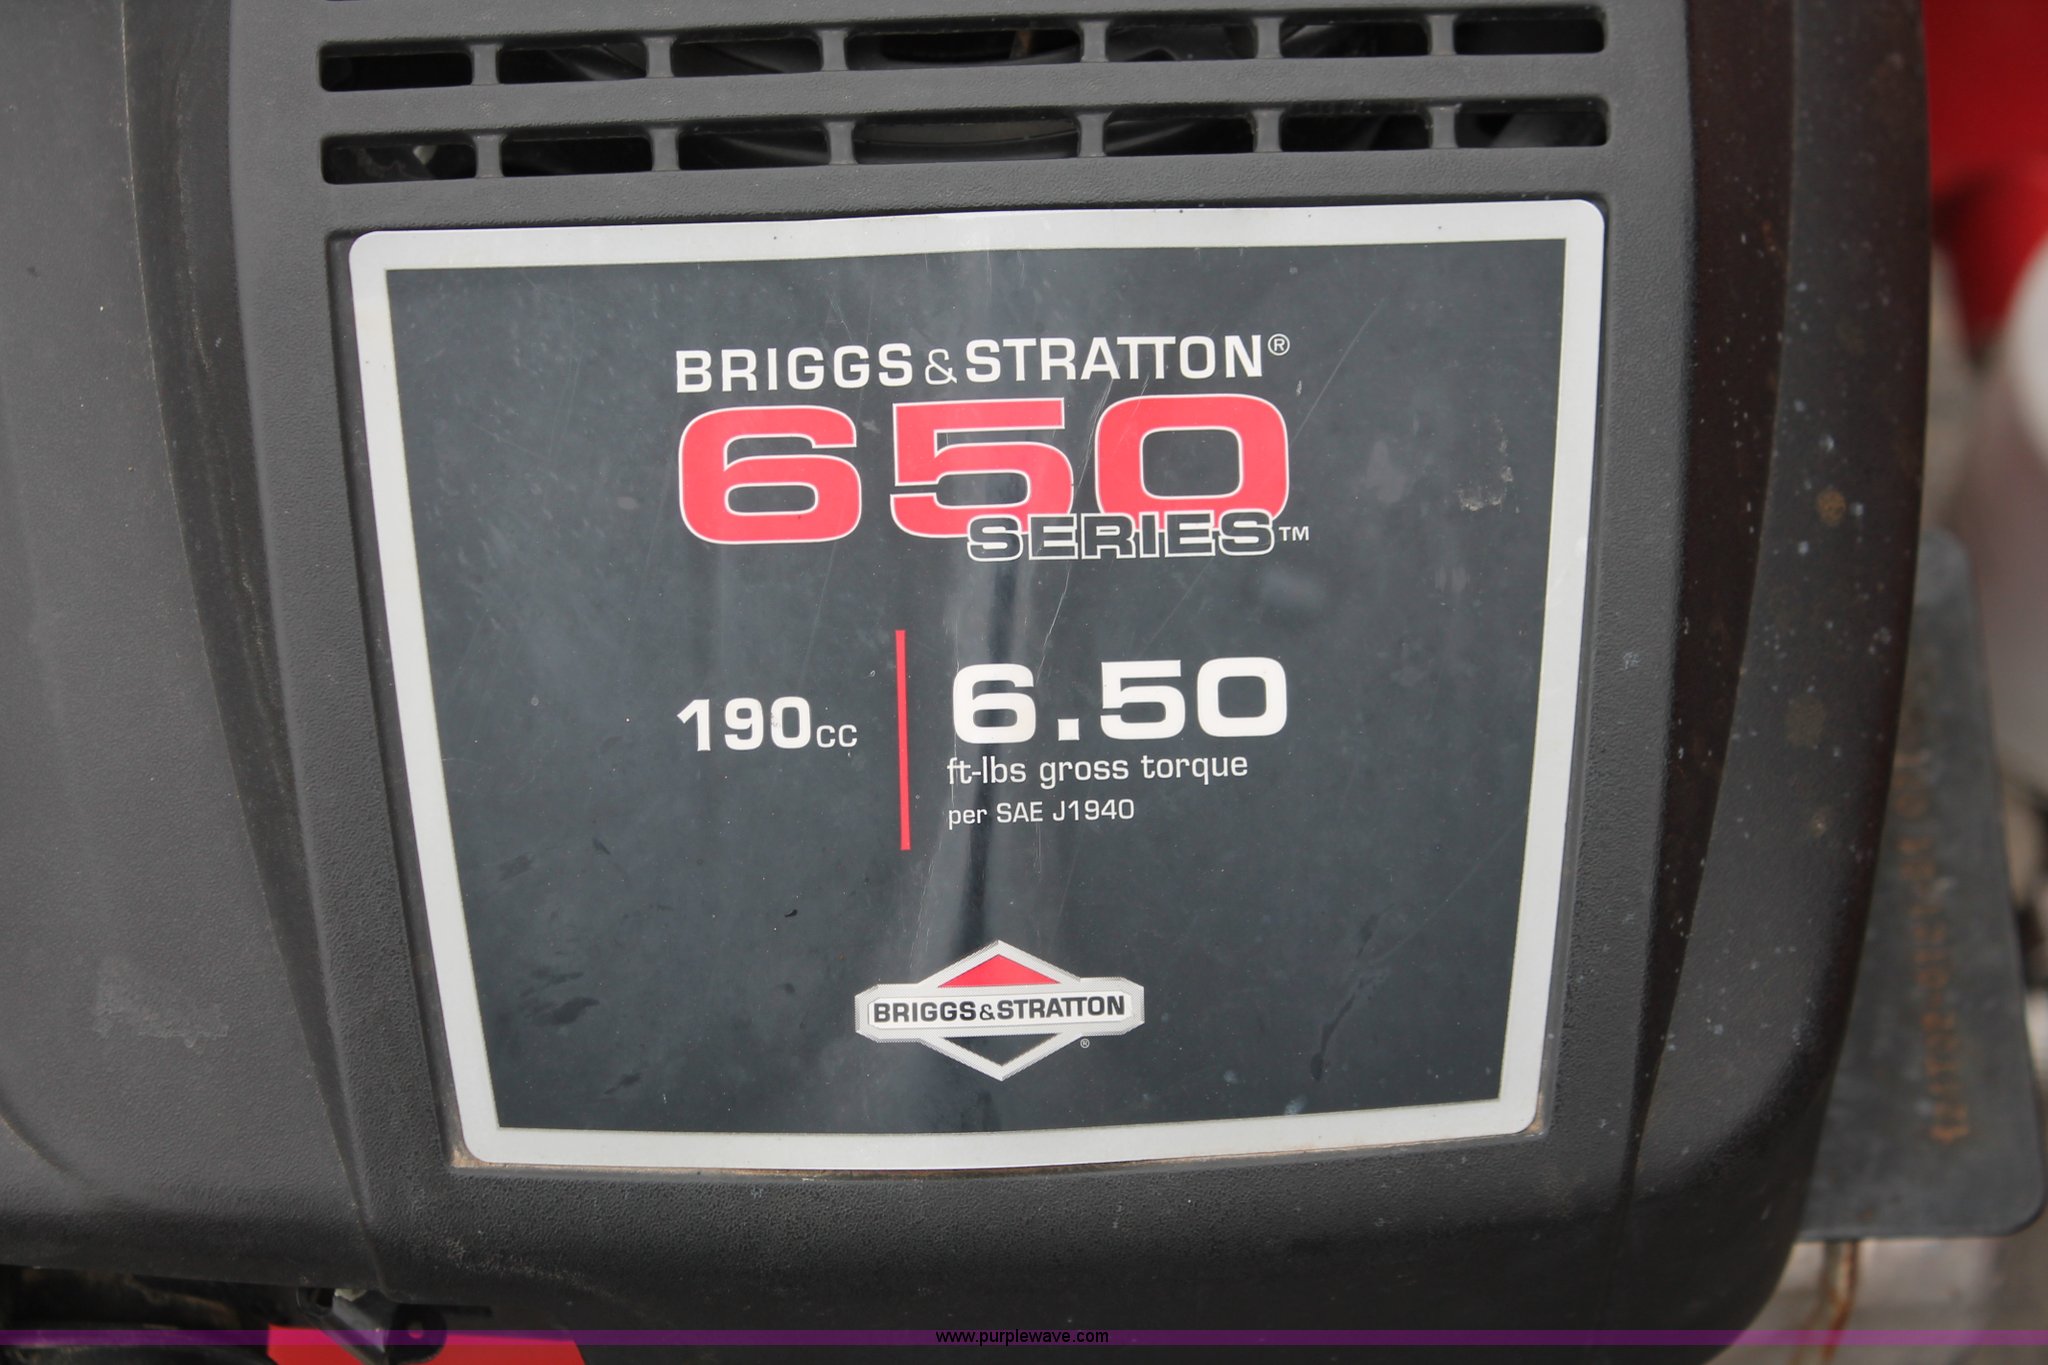 BRIGGS & STRATTON®
650
SERIES™
190cc
6.50
ft-lbs gross torque
per SAE J1940
BRIGGS&STRATTON
®
www.purplewave.com